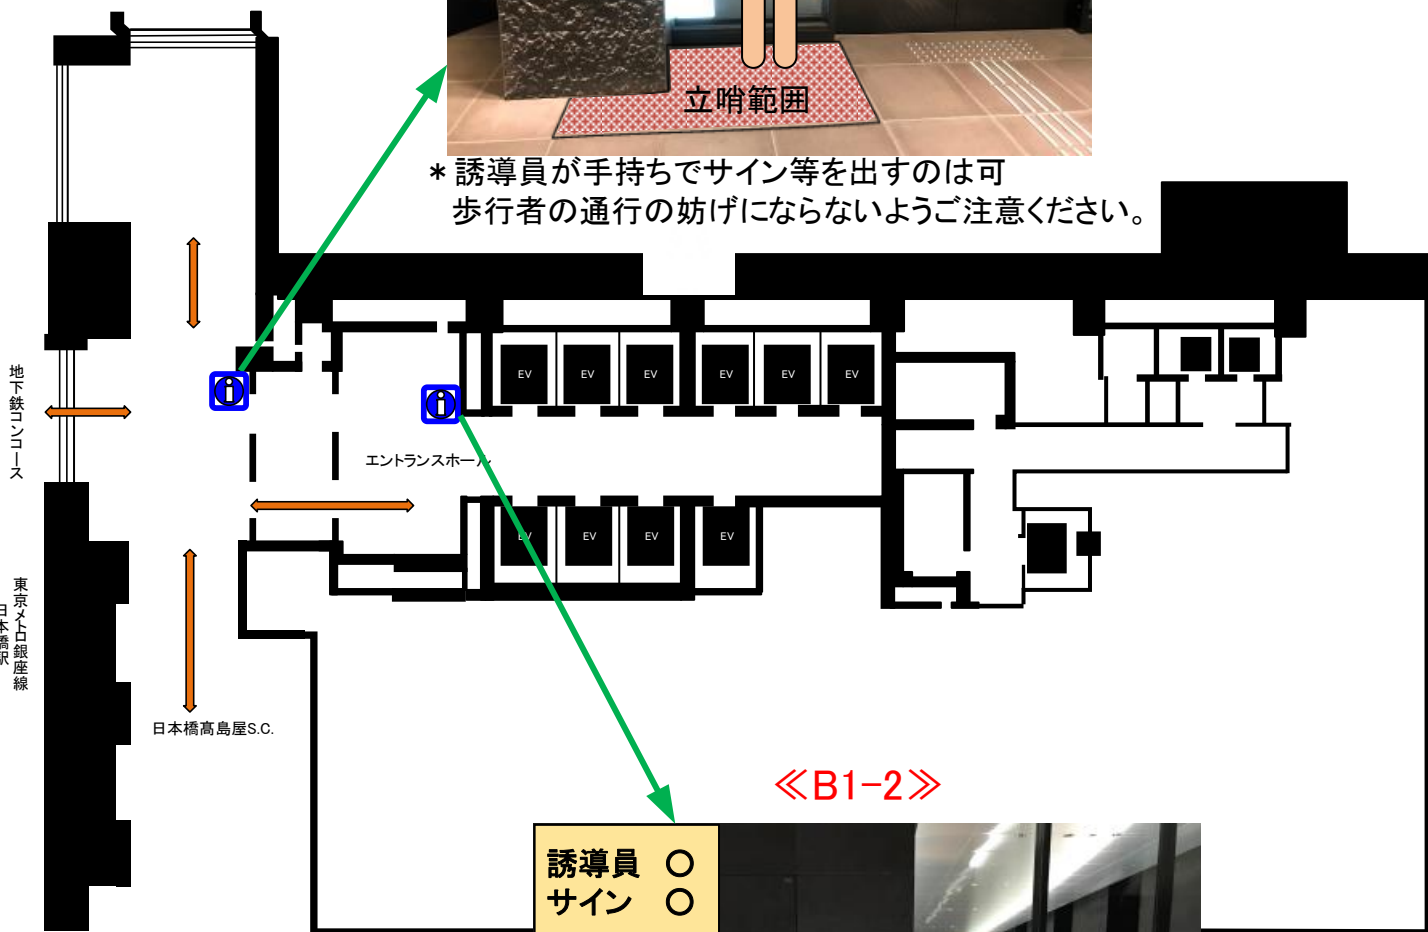 立哨範囲
*誘導員が手持ちでサイン等を出すのは可
歩行者の通行の妨げにならないようご注意ください。
地下鉄コンコース
EV
EV
EV
EV
EV
EV
エントランスホール
EV
EV
EV
EV
東京メトロ銀座線
日本橋駅
日本橋髙島屋S.C.
≪B1-2≫
誘導員 ○
サイン ○